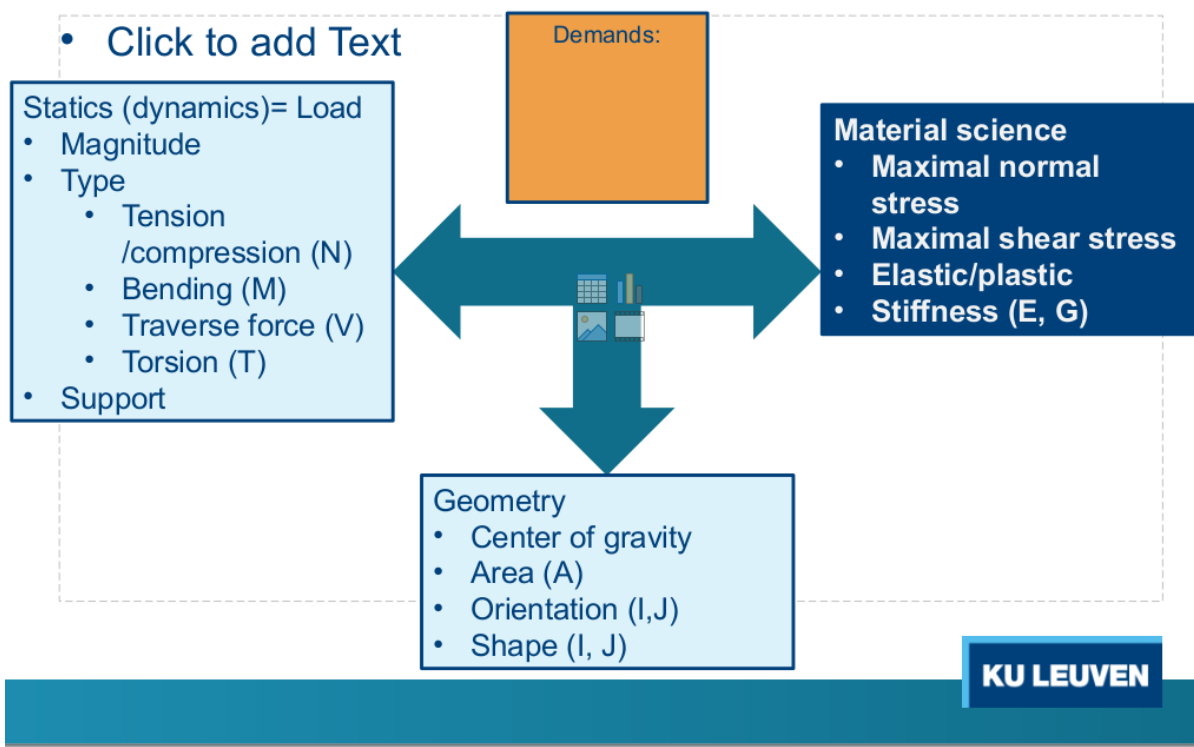 • Click to add Text
Demands:
Statics (dynamics)= Load
• Magnitude
• Type
• Tension
/compression (N)
• Bending (M)
• Traverse force (V)
• Torsion (T)
• Support
Material science
• Maximal normal
stress
• Maximal shear stress
• Elastic/plastic
• Stiffness (E, G)
Geometry
• Center of gravity
• Area (A)
• Orientation (I,J)
• Shape (I, J)
KU LEUVEN